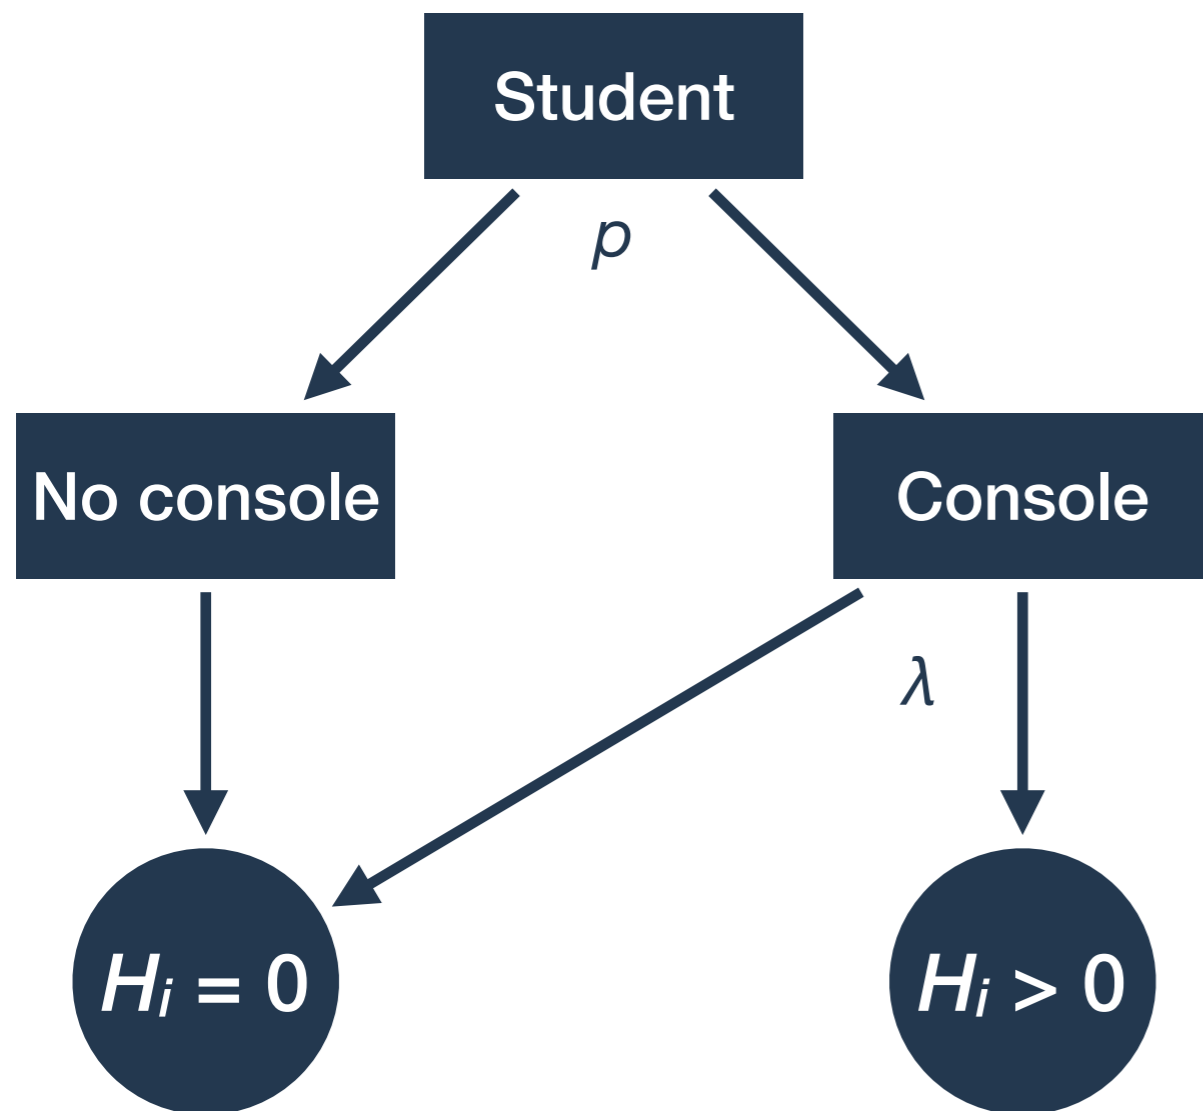 Student
p
No console
Console
λ
Hi = 0
Hi > 0